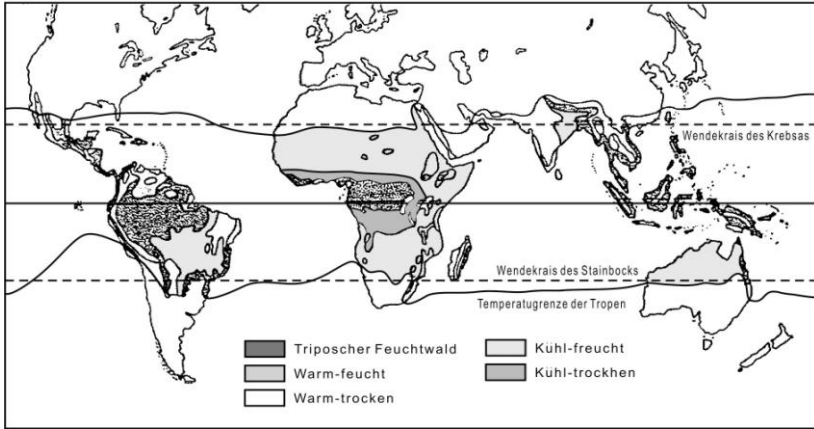 Wendekrais des Krebsas
Wendekrais des Stainbocks
Temperatugrenze der Tropen
Triposcher Feuchtwald
Warm-feucht
Warm-trocken
Kühl-freucht
Kühl-trockhen